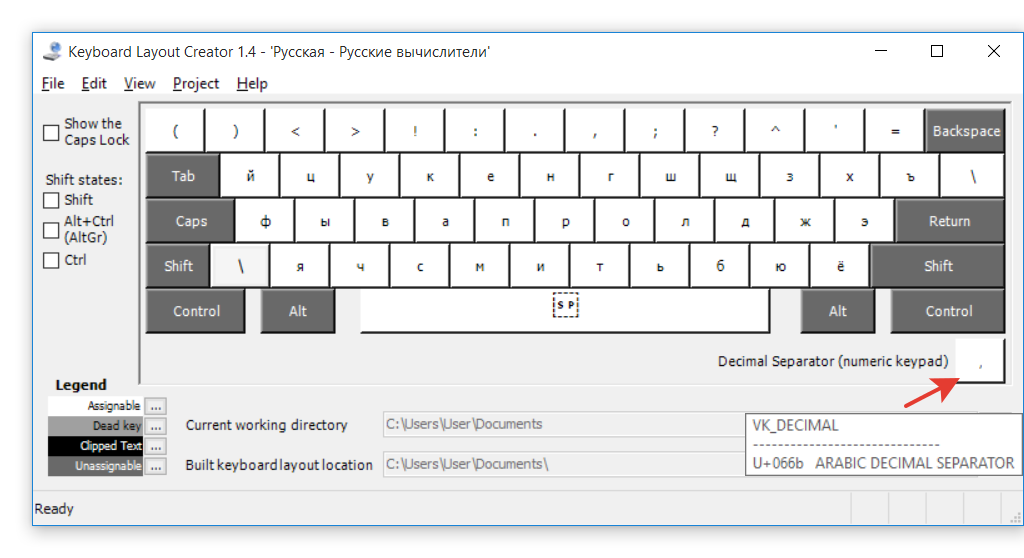 Keyboard Layout Creator 1.4 - 'Русская - Русские вычислители'
File Edit View Project Help
Show the
Caps Lock
Shift states:
Shift
Alt+Ctrl
(AltGr)
Ctrl
( ) < > ! : . , ; ? ^ ' = Backspace
Tab й ц у к е н г ш щ з х ъ \
Caps ф ы в а п р о л д ж э Return
Shift \ я ч с м и т ь б ю ё Shift
Control Alt SP Alt Control
Decimal Separator (numeric keypad) ٫
Legend
Assignable ...
Dead key ...
Clipped Text ...
Unassignable ...
Current working directory C:\Users\User\Documents
Built keyboard layout location C:\Users\User\Documents\
VK_DECIMAL
-----------------------------
U+066b ARABIC DECIMAL SEPARATOR
Ready